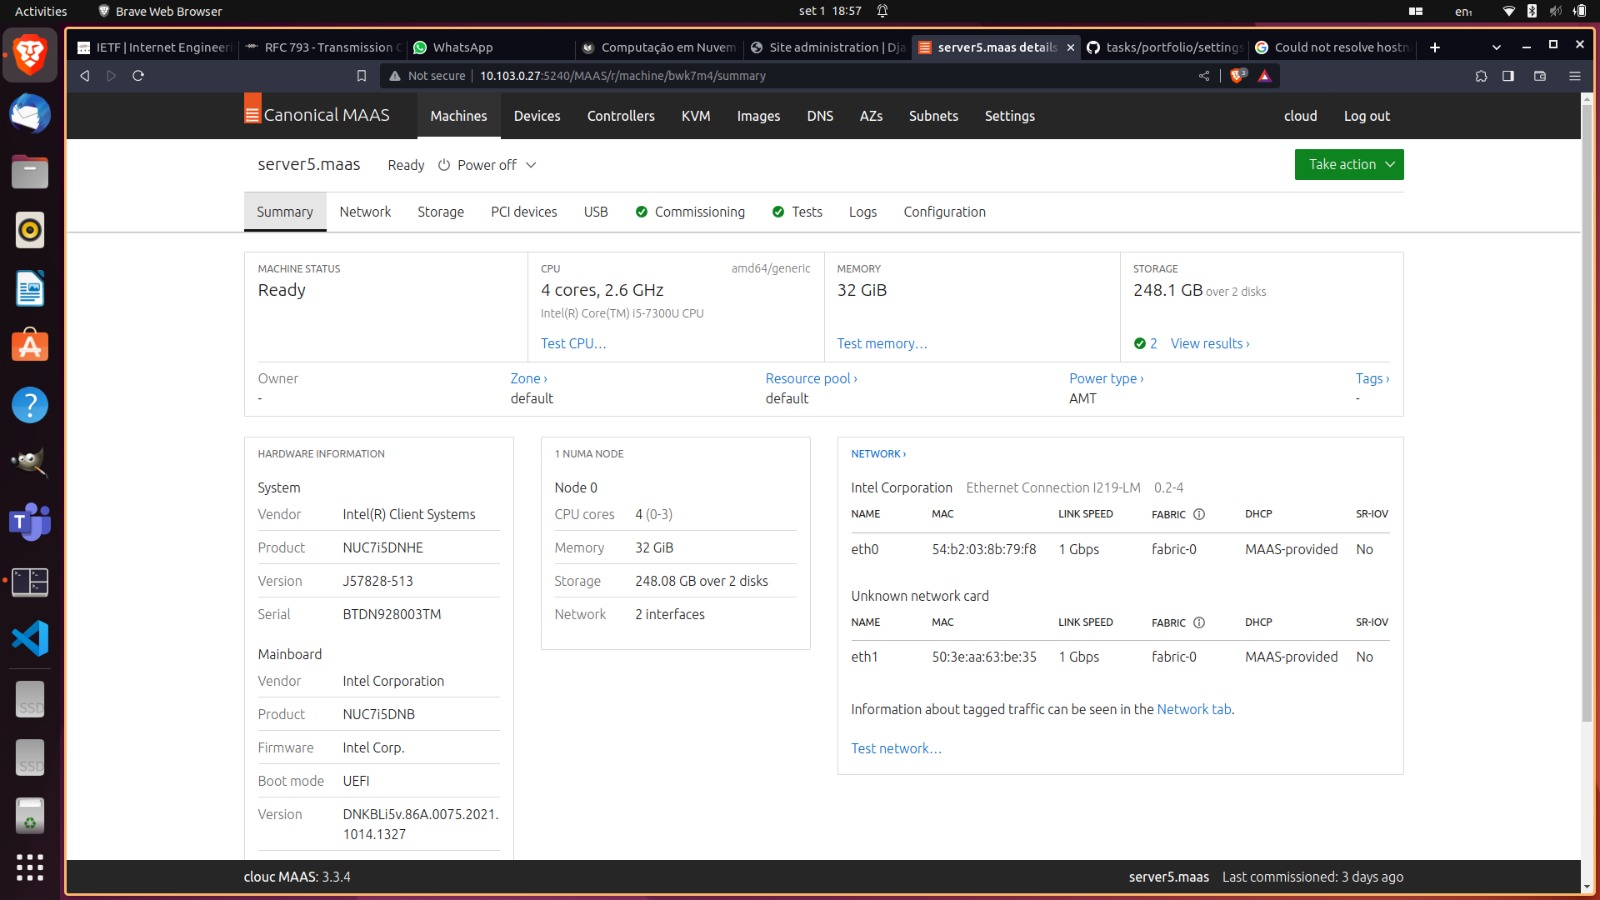 Activities
Brave Web Browser
set 1 18:57
en₁
IETF | Internet Engineeri
RFC 793 - Transmission C
WhatsApp
Computação em Nuvem
Site administration | Dja
server5.maas details
tasks/portfolio/settings
Could not resolve hostn
Not secure
10.103.0.27:5240/MAAS/r/machine/bwk7m4/summary
Canonical MAAS
Machines
Devices
Controllers
KVM
Images
DNS
AZs
Subnets
Settings
cloud
Log out
server5.maas
Ready
Power off
Take action
Summary
Network
Storage
PCI devices
USB
Commissioning
Tests
Logs
Configuration
MACHINE STATUS
Ready
CPU
amd64/generic
4 cores, 2.6 GHz
Intel(R) Core(TM) i5-7300U CPU
Test CPU…
MEMORY
32 GiB
Test memory…
STORAGE
248.1 GB over 2 disks
2 View results ›
Owner
-
Zone ›
default
Resource pool ›
default
Power type ›
AMT
Tags ›
-
HARDWARE INFORMATION
System
Vendor Intel(R) Client Systems
Product NUC7i5DNHE
Version J57828-513
Serial BTDN928003TM
Mainboard
Vendor Intel Corporation
Product NUC7i5DNB
Firmware Intel Corp.
Boot mode UEFI
Version DNKBLi5v.86A.0075.2021.
1014.1327
1 NUMA NODE
Node 0
CPU cores 4 (0-3)
Memory 32 GiB
Storage 248.08 GB over 2 disks
Network 2 interfaces
NETWORK ›
Intel Corporation Ethernet Connection I219-LM 0.2-4
NAME MAC LINK SPEED FABRIC DHCP SR-IOV
eth0 54:b2:03:8b:79:f8 1 Gbps fabric-0 MAAS-provided No
Unknown network card
NAME MAC LINK SPEED FABRIC DHCP SR-IOV
eth1 50:3e:aa:63:be:35 1 Gbps fabric-0 MAAS-provided No
Information about tagged traffic can be seen in the Network tab.
Test network…
SSD
SSD
clouc MAAS: 3.3.4
server5.maas Last commissioned: 3 days ago